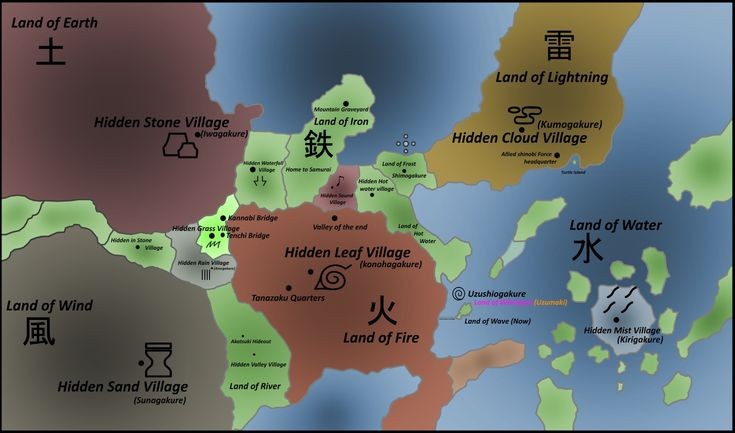 Land of Earth
土
Hidden Stone Village
(Iwagakure)
雷
Land of Lightning
(Kumogakure)
Hidden Cloud Village
Allied shinobi Force
headquarter
Turtle Island
Mountain Graveyard
Land of Iron
鉄
Home to Samurai
Hidden Waterfall
Village
Land of Frost
Shimogakure
Hidden Sound
Village
Hidden Hot
water village
Land of
Hot
Water
Kannabi Bridge
Hidden Grass Village
Tenchi Bridge
Hidden in Stone
Village
Hidden Rain Village
Valley of the end
Hidden Leaf Village
(konohagakure)
Tanazaku Quarters
火
Land of Fire
Land of Water
水
Hidden Mist Village
(Kirigakure)
Uzushiogakure
(Uzumaki)
Land of Wave (Now)
Land of Wind
風
Hidden Sand Village
(Sunagakure)
Akatsuki Hideout
Hidden Valley Village
Land of River